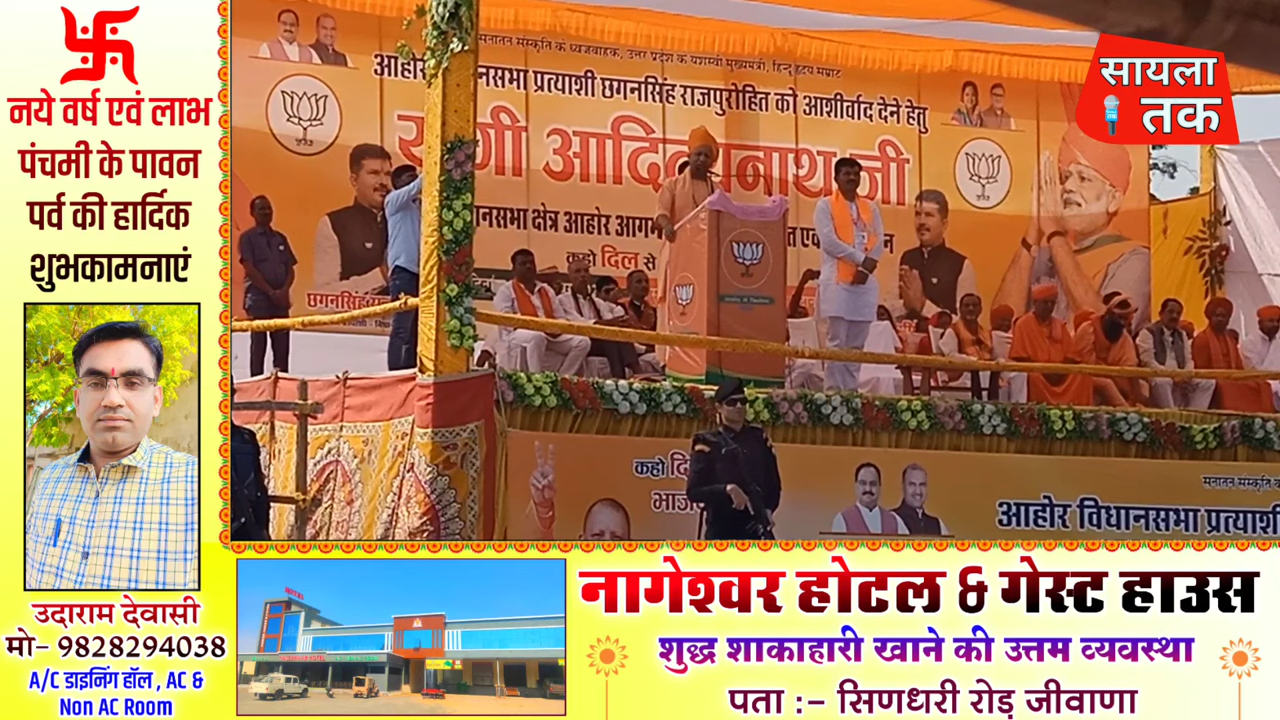 नये वर्ष एवं लाभ
पंचमी के पावन
पर्व की हार्दिक
शुभकामनाएं
उदाराम देवासी
मो- 9828294038
A/C डाइनिंग हॉल , AC &
Non AC Room
सायला
तक
सनातन संस्कृति के ध्वजवाहक, उत्तर प्रदेश के यशस्वी मुख्यमंत्री, हिन्दू हृदय सम्राट
प्रत्याशी छगनसिंह राजपुरोहित को आशीर्वाद देने हेतु
जी
क्षेत्र आहोर
कहो दिल से
कहो
आहोर विधानसभा प्रत्याशी
नागेश्वर होटल & गेस्ट हाउस
शुद्ध शाकाहारी खाने की उत्तम व्यवस्था
पता :- सिणधरी रोड़ जीवाणा